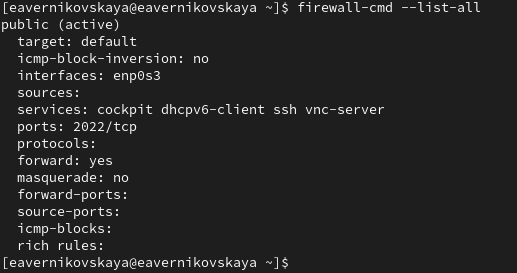 [eavernikovskaya@eavernikovskaya ~]$ firewall-cmd --list-all
public (active)
  target: default
  icmp-block-inversion: no
  interfaces: enp0s3
  sources:
  services: cockpit dhcpv6-client ssh vnc-server
  ports: 2022/tcp
  protocols:
  forward: yes
  masquerade: no
  forward-ports:
  source-ports:
  icmp-blocks:
  rich rules:
[eavernikovskaya@eavernikovskaya ~]$